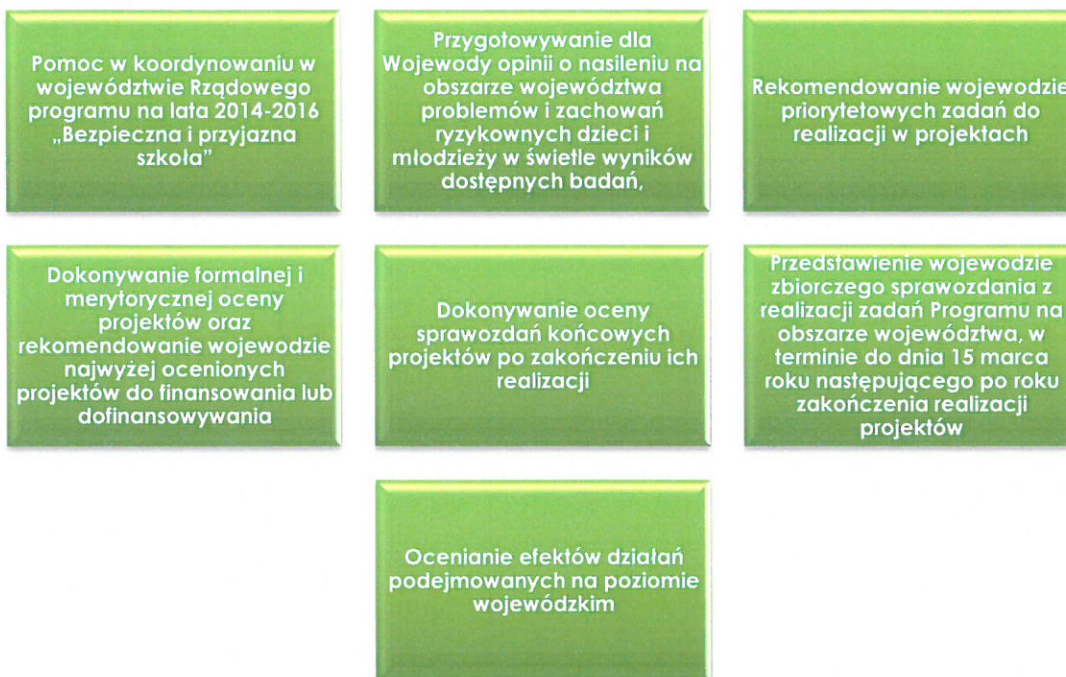 Pomoc w koordynowaniu w
województwie Rządowego
programu na lata 2014-2016
„Bezpieczna i przyjazna
szkoła”
Przygotowywanie dla
Wojewody opinii o nasileniu na
obszarze województwa
problemów i zachowań
ryzykownych dzieci i
młodzieży w świetle wyników
dostępnych badań,
Rekomendowanie wojewodzie
priorytetowych zadań do
realizacji w projektach
Dokonywanie formalnej i
merytorycznej oceny
projektów oraz
rekomendowanie wojewodzie
najwyżej ocenionych
projektów do finansowania lub
dofinansowywania
Dokonywanie oceny
sprawozdań końcowych
projektów po zakończeniu ich
realizacji
Przedstawienie wojewodzie
zbiorczego sprawozdania z
realizacji zadań Programu na
obszarze województwa, w
terminie do dnia 15 marca
roku następującego po roku
zakończenia realizacji
projektów
Ocenianie efektów działań
podejmowanych na poziomie
wojewódzkim